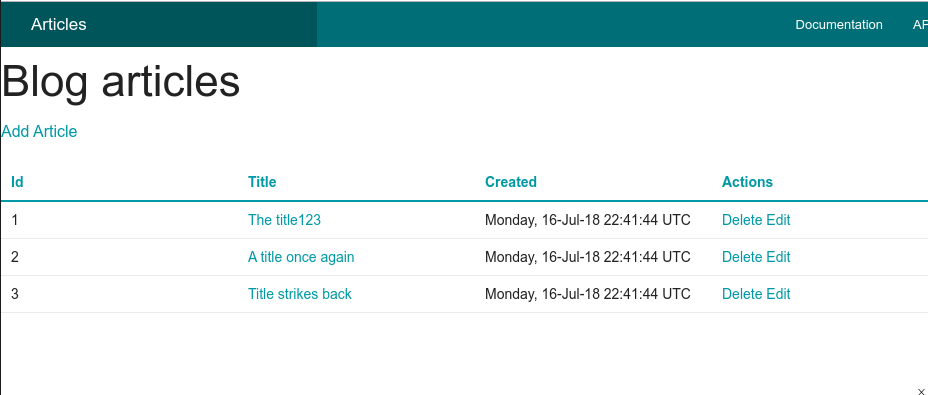 Articles Documentation AP
Blog articles
Add Article
Id Title Created Actions
1 The title123 Monday, 16-Jul-18 22:41:44 UTC Delete Edit
2 A title once again Monday, 16-Jul-18 22:41:44 UTC Delete Edit
3 Title strikes back Monday, 16-Jul-18 22:41:44 UTC Delete Edit